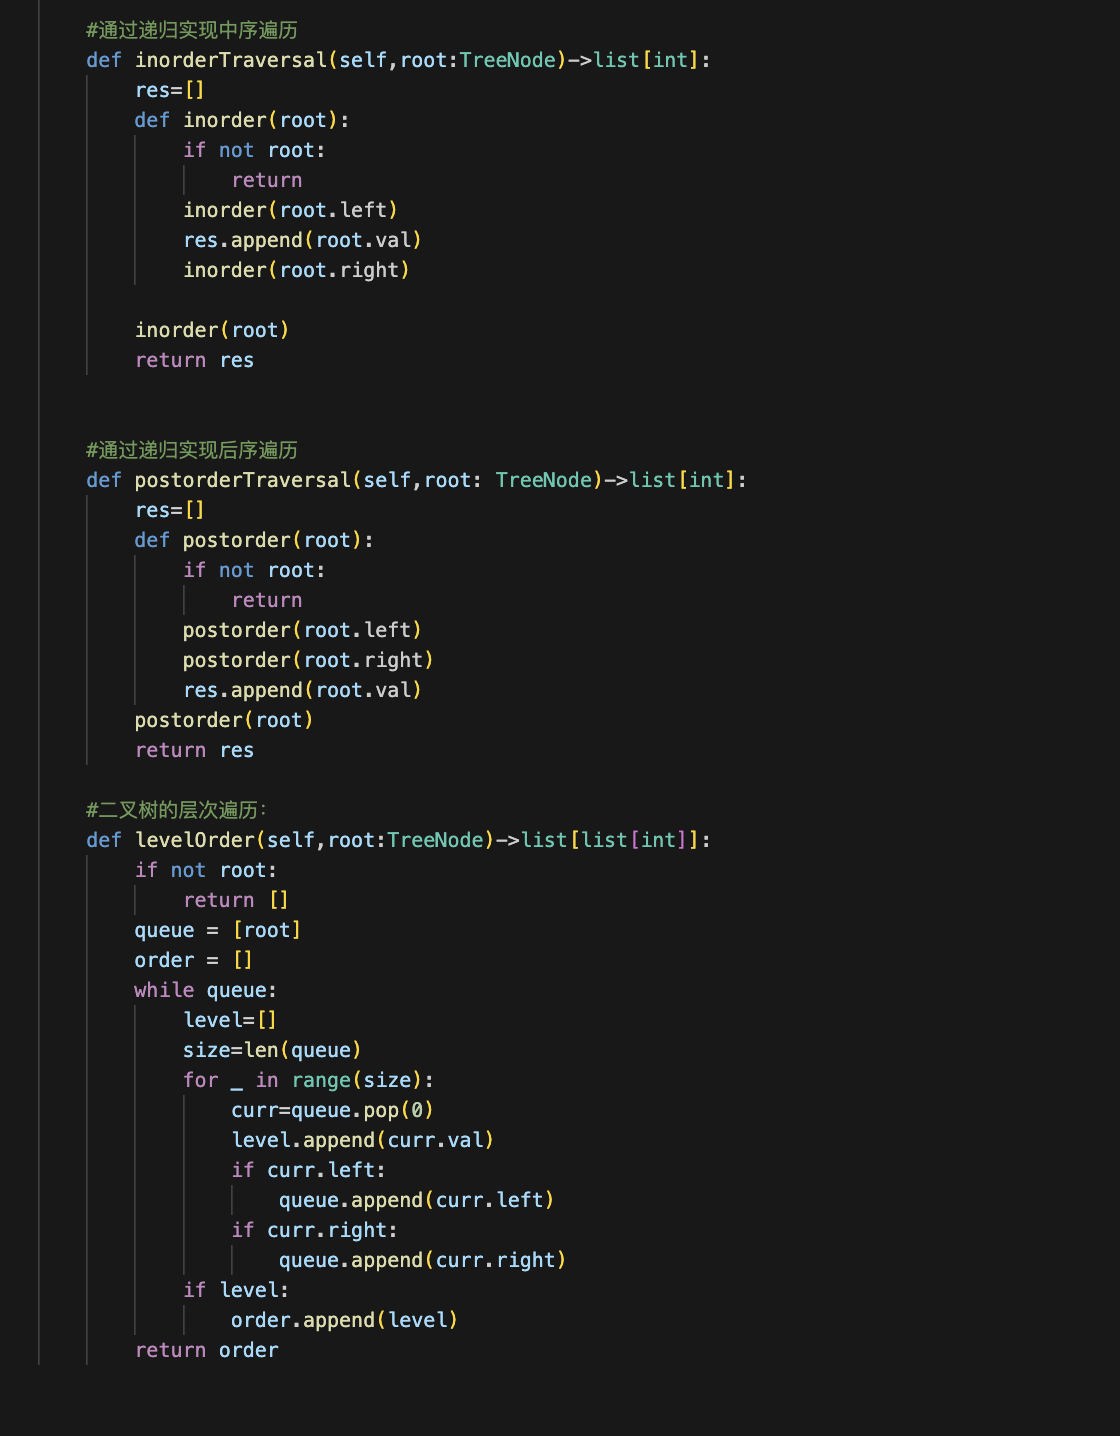 #通过递归实现中序遍历
def inorderTraversal(self,root:TreeNode)->list[int]:
    res=[]
    def inorder(root):
        if not root:
            return
        inorder(root.left)
        res.append(root.val)
        inorder(root.right)

    inorder(root)
    return res


#通过递归实现后序遍历
def postorderTraversal(self,root: TreeNode)->list[int]:
    res=[]
    def postorder(root):
        if not root:
            return
        postorder(root.left)
        postorder(root.right)
        res.append(root.val)
    postorder(root)
    return res

#二叉树的层次遍历:
def levelOrder(self,root:TreeNode)->list[list[int]]:
    if not root:
        return []
    queue = [root]
    order = []
    while queue:
        level=[]
        size=len(queue)
        for _ in range(size):
            curr=queue.pop(0)
            level.append(curr.val)
            if curr.left:
                queue.append(curr.left)
            if curr.right:
                queue.append(curr.right)
        if level:
            order.append(level)
    return order